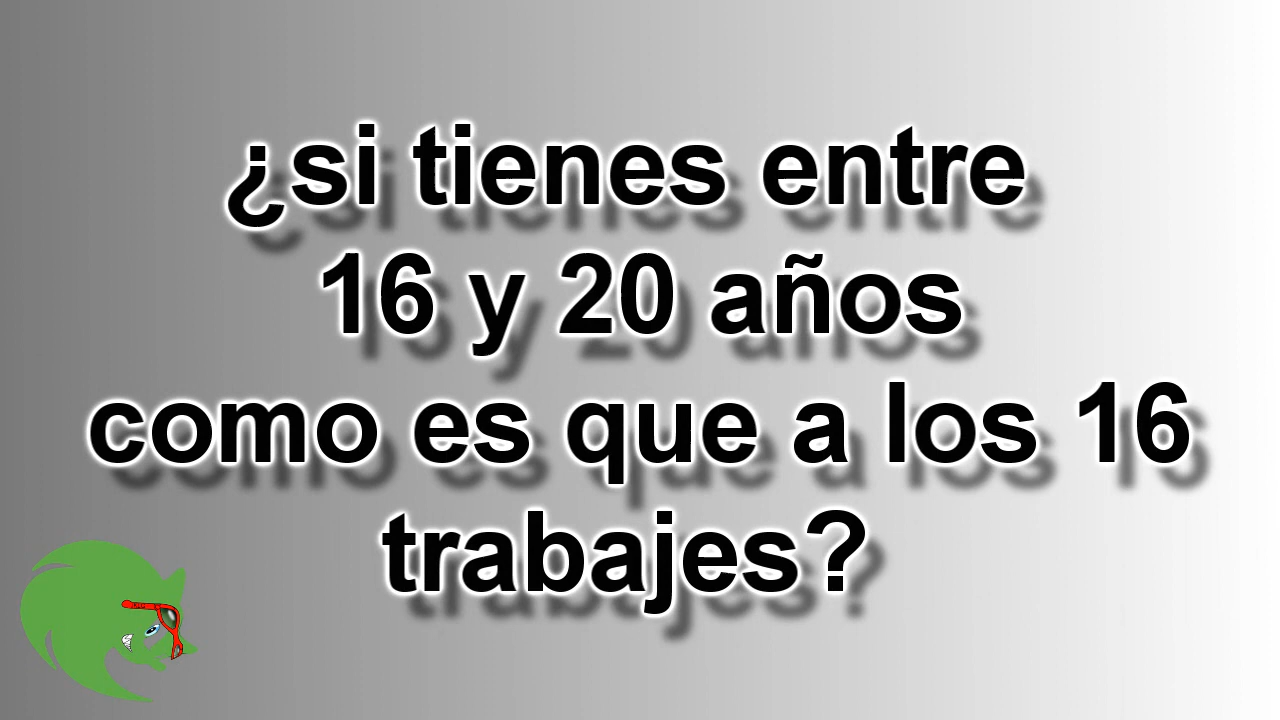 ¿si tienes entre
16 y 20 años
como es que a los 16
trabajes?